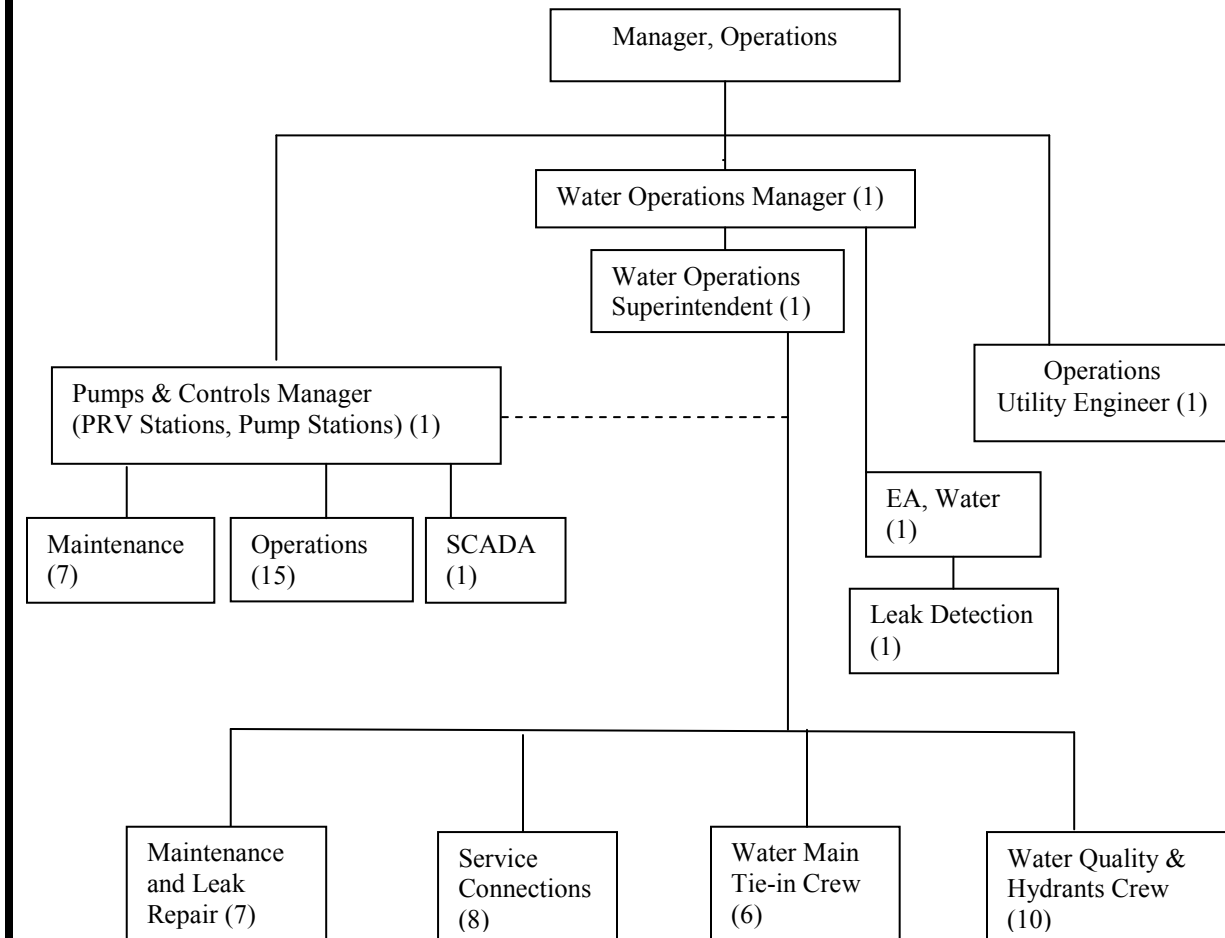 Manager, Operations
Water Operations Manager (1)
Water Operations
Superintendent (1)
Operations
Utility Engineer (1)
Pumps & Controls Manager
(PRV Stations, Pump Stations) (1)
EA, Water
(1)
Maintenance
(7)
Operations
(15)
SCADA
(1)
Leak Detection
(1)
Maintenance
and Leak
Repair (7)
Service
Connections
(8)
Water Main
Tie-in Crew
(6)
Water Quality &
Hydrants Crew
(10)